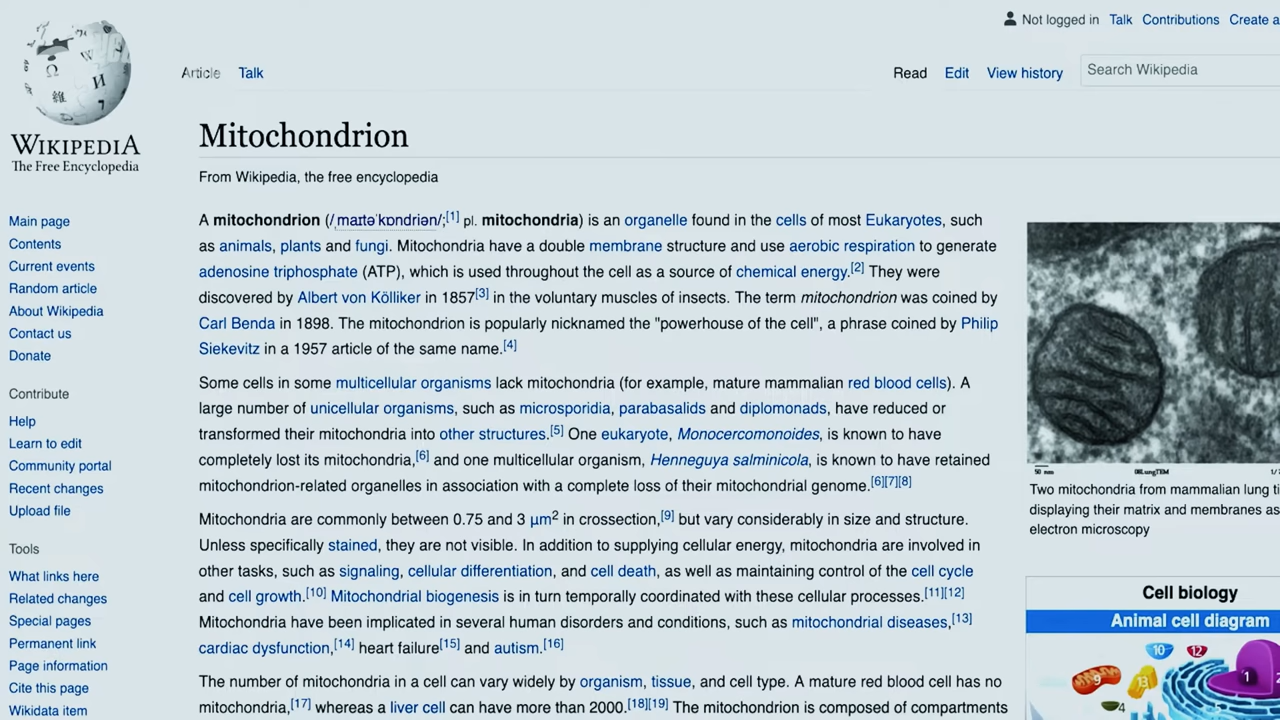 Not logged in Talk Contributions Create a
Article Talk
Read Edit View history
Search Wikipedia
WIKIPEDIA
The Free Encyclopedia
Main page
Contents
Current events
Random article
About Wikipedia
Contact us
Donate
Contribute
Help
Learn to edit
Community portal
Recent changes
Upload file
Tools
What links here
Related changes
Special pages
Permanent link
Page information
Cite this page
Wikidata item
Mitochondrion
From Wikipedia, the free encyclopedia
A mitochondrion (/ˌmaɪtəˈkɒndriən/;[1] pl. mitochondria) is an organelle found in the cells of most Eukaryotes, such
as animals, plants and fungi. Mitochondria have a double membrane structure and use aerobic respiration to generate
adenosine triphosphate (ATP), which is used throughout the cell as a source of chemical energy.[2] They were
discovered by Albert von Kölliker in 1857[3] in the voluntary muscles of insects. The term mitochondrion was coined by
Carl Benda in 1898. The mitochondrion is popularly nicknamed the "powerhouse of the cell", a phrase coined by Philip
Siekevitz in a 1957 article of the same name.[4]
Some cells in some multicellular organisms lack mitochondria (for example, mature mammalian red blood cells). A
large number of unicellular organisms, such as microsporidia, parabasalids and diplomonads, have reduced or
transformed their mitochondria into other structures.[5] One eukaryote, Monocercomonoides, is known to have
completely lost its mitochondria,[6] and one multicellular organism, Henneguya salminicola, is known to have retained
mitochondrion-related organelles in association with a complete loss of their mitochondrial genome.[6][7][8]
Mitochondria are commonly between 0.75 and 3 μm2 in crossection,[9] but vary considerably in size and structure.
Unless specifically stained, they are not visible. In addition to supplying cellular energy, mitochondria are involved in
other tasks, such as signaling, cellular differentiation, and cell death, as well as maintaining control of the cell cycle
and cell growth.[10] Mitochondrial biogenesis is in turn temporally coordinated with these cellular processes.[11][12]
Mitochondria have been implicated in several human disorders and conditions, such as mitochondrial diseases,[13]
cardiac dysfunction,[14] heart failure[15] and autism.[16]
The number of mitochondria in a cell can vary widely by organism, tissue, and cell type. A mature red blood cell has no
mitochondria,[17] whereas a liver cell can have more than 2000.[18][19] The mitochondrion is composed of compartments
50 nm 06LungTEM 1/
Two mitochondria from mammalian lung ti
displaying their matrix and membranes as
electron microscopy
Cell biology
Animal cell diagram
10 12
9 13 1
4 5